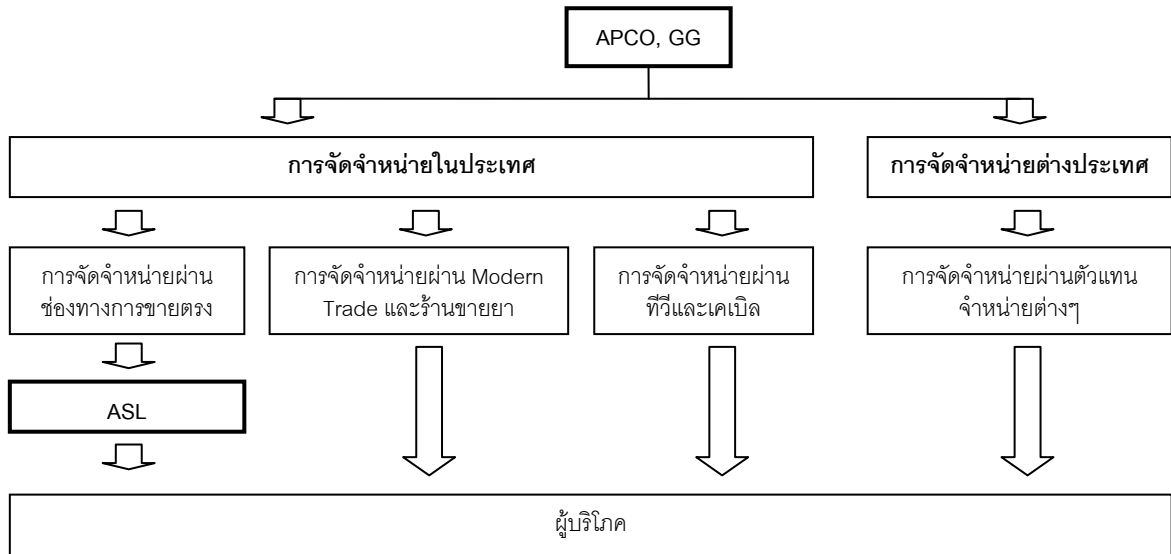 APCO, GG
การจัดจำหน่ายในประเทศ
การจัดจำหน่ายต่างประเทศ
การจัดจำหน่ายผ่าน
ช่องทางการขายตรง
การจัดจำหน่ายผ่าน Modern
Trade และร้านขายยา
การจัดจำหน่ายผ่าน
ทีวีและเคเบิล
การจัดจำหน่ายผ่านตัวแทน
จำหน่ายต่างๆ
ASL
ผู้บริโภค